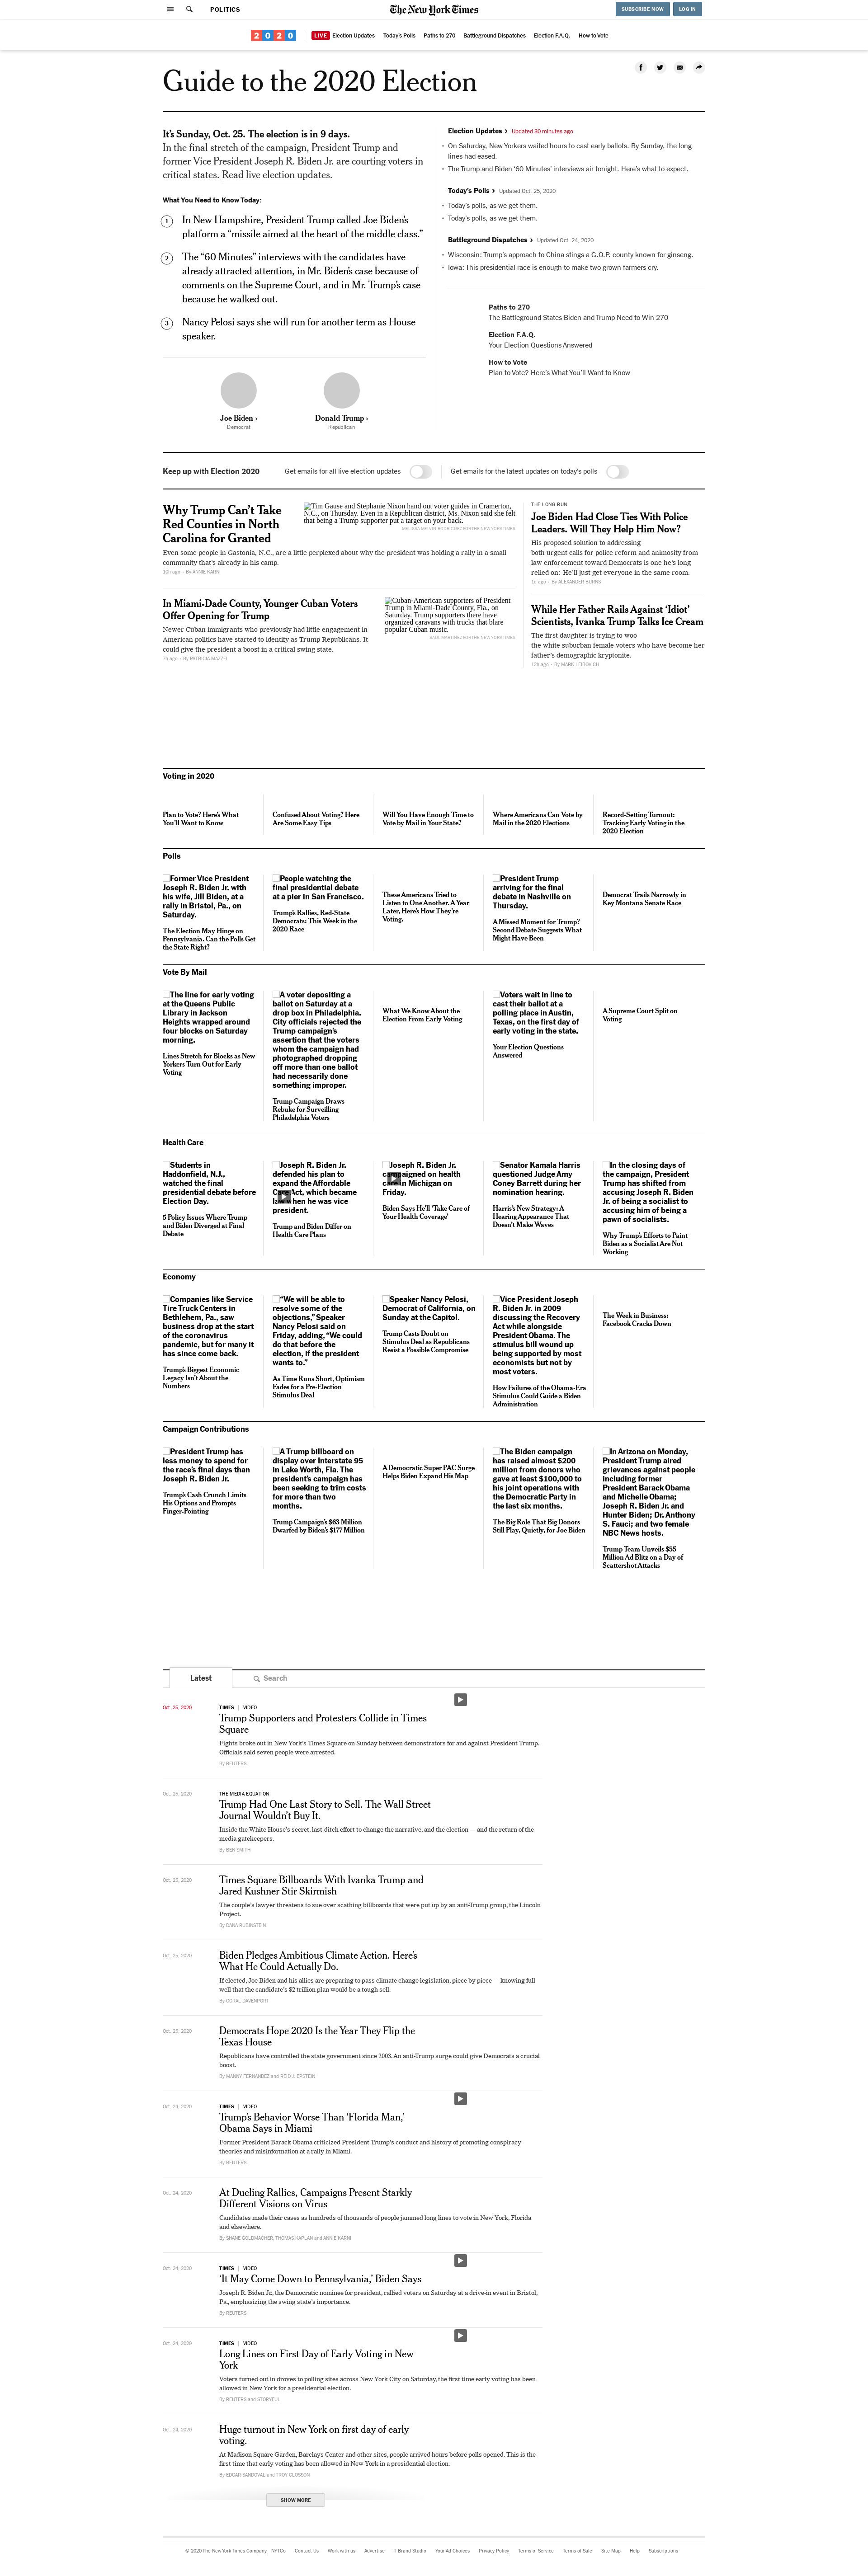 POLITICS
The New York Times
SUBSCRIBE NOW
LOG IN
2020
LIVE Election Updates
Today's Polls
Paths to 270
Battleground Dispatches
Election F.A.Q.
How to Vote
Guide to the 2020 Election
It's Sunday, Oct. 25. The election is in 9 days.
In the final stretch of the campaign, President Trump and
former Vice President Joseph R. Biden Jr. are courting voters in
critical states. Read live election updates.
What You Need to Know Today:
1 In New Hampshire, President Trump called Joe Biden's
platform a “missile aimed at the heart of the middle class.”
2 The “60 Minutes” interviews with the candidates have
already attracted attention, in Mr. Biden's case because of
comments on the Supreme Court, and in Mr. Trump's case
because he walked out.
3 Nancy Pelosi says she will run for another term as House
speaker.
Joe Biden ›
Democrat
Donald Trump ›
Republican
Election Updates › Updated 30 minutes ago
• On Saturday, New Yorkers waited hours to cast early ballots. By Sunday, the long
lines had eased.
• The Trump and Biden ‘60 Minutes’ interviews air tonight. Here's what to expect.
Today's Polls › Updated Oct. 25, 2020
• Today's polls, as we get them.
• Today's polls, as we get them.
Battleground Dispatches › Updated Oct. 24, 2020
• Wisconsin: Trump's approach to China stings a G.O.P. county known for ginseng.
• Iowa: This presidential race is enough to make two grown farmers cry.
Paths to 270
The Battleground States Biden and Trump Need to Win 270
Election F.A.Q.
Your Election Questions Answered
How to Vote
Plan to Vote? Here's What You'll Want to Know
Keep up with Election 2020
Get emails for all live election updates
Get emails for the latest updates on today's polls
Why Trump Can't Take
Red Counties in North
Carolina for Granted
Tim Gause and Stephanie Nixon hand out voter guides in Cramerton,
N.C., on Thursday. Even in a Republican district, Ms. Nixon said she felt
that being a Trump supporter put a target on your back.
MELISSA MELVIN-RODRIGUEZ FOR THE NEW YORK TIMES
Even some people in Gastonia, N.C., are a little perplexed about why the president was holding a rally in a small
community that's already in his camp.
10h ago · By ANNIE KARNI
In Miami-Dade County, Younger Cuban Voters
Offer Opening for Trump
Newer Cuban immigrants who previously had little engagement in
American politics have started to identify as Trump Republicans. It
could give the president a boost in a critical swing state.
7h ago · By PATRICIA MAZZEI
Cuban-American supporters of President
Trump in Miami-Dade County, Fla., on
Saturday. Trump supporters there have
organized caravans with trucks that blare
popular Cuban music.
SAUL MARTINEZ FOR THE NEW YORK TIMES
THE LONG RUN
Joe Biden Had Close Ties With Police
Leaders. Will They Help Him Now?
His proposal solution to addressing
both urgent calls for police reform and animosity from
law enforcement toward Democrats is one he's long
relied on: He'll just get everyone in the same room.
1d ago · By ALEXANDER BURNS
While Her Father Rails Against ‘Idiot’
Scientists, Ivanka Trump Talks Ice Cream
The first daughter is trying to woo
the white suburban female voters who have become her
father's demographic kryptonite.
12h ago · By MARK LEIBOVICH
Voting in 2020
Plan to Vote? Here's What
You'll Want to Know
Confused About Voting? Here
Are Some Easy Tips
Will You Have Enough Time to
Vote by Mail in Your State?
Where Americans Can Vote by
Mail in the 2020 Elections
Record-Setting Turnout:
Tracking Early Voting in the
2020 Election
Polls
Former Vice President
Joseph R. Biden Jr. with
his wife, Jill Biden, at a
rally in Bristol, Pa., on
Saturday.
The Election May Hinge on
Pennsylvania. Can the Polls Get
the State Right?
People watching the
final presidential debate
at a pier in San Francisco.
Trump's Rallies, Red-State
Democrats: This Week in the
2020 Race
These Americans Tried to
Listen to One Another. A Year
Later, Here's How They're
Voting.
President Trump
arriving for the final
debate in Nashville on
Thursday.
A Missed Moment for Trump?
Second Debate Suggests What
Might Have Been
Democrat Trails Narrowly in
Key Montana Senate Race
Vote By Mail
The line for early voting
at the Queens Public
Library in Jackson
Heights wrapped around
four blocks on Saturday
morning.
Lines Stretch for Blocks as New
Yorkers Turn Out for Early
Voting
A voter depositing a
ballot on Saturday at a
drop box in Philadelphia.
City officials rejected the
Trump campaign's
assertion that the voters
whom the campaign had
photographed dropping
off more than one ballot
had necessarily done
something improper.
Trump Campaign Draws
Rebuke for Surveilling
Philadelphia Voters
What We Know About the
Election From Early Voting
Voters wait in line to
cast their ballot at a
polling place in Austin,
Texas, on the first day of
early voting in the state.
Your Election Questions
Answered
A Supreme Court Split on
Voting
Health Care
Students in
Haddonfield, N.J.,
watched the final
presidential debate before
Election Day.
5 Policy Issues Where Trump
and Biden Diverged at Final
Debate
Joseph R. Biden Jr.
defended his plan to
expand the Affordable
Care Act, which became
law when he was vice
president.
Trump and Biden Differ on
Health Care Plans
Joseph R. Biden Jr.
campaigned on health
care in Michigan on
Friday.
Biden Says He'll ‘Take Care of
Your Health Coverage’
Senator Kamala Harris
questioned Judge Amy
Coney Barrett during her
nomination hearing.
Harris's New Strategy: A
Hearing Appearance That
Doesn't Make Waves
In the closing days of
the campaign, President
Trump has shifted from
accusing Joseph R. Biden
Jr. of being a socialist to
accusing him of being a
pawn of socialists.
Why Trump's Efforts to Paint
Biden as a Socialist Are Not
Working
Economy
Companies like Service
Tire Truck Centers in
Bethlehem, Pa., saw
business drop at the start
of the coronavirus
pandemic, but for many it
has since come back.
Trump's Biggest Economic
Legacy Isn't About the
Numbers
“We will be able to
resolve some of the
objections,” Speaker
Nancy Pelosi said on
Friday, adding, “We could
do that before the
election, if the president
wants to.”
As Time Runs Short, Optimism
Fades for a Pre-Election
Stimulus Deal
Speaker Nancy Pelosi,
Democrat of California, on
Sunday at the Capitol.
Trump Casts Doubt on
Stimulus Deal as Republicans
Resist a Possible Compromise
Vice President Joseph
R. Biden Jr. in 2009
discussing the Recovery
Act while alongside
President Obama. The
stimulus bill wound up
being supported by most
economists but not by
most voters.
How Failures of the Obama-Era
Stimulus Could Guide a Biden
Administration
The Week in Business:
Facebook Cracks Down
Campaign Contributions
President Trump has
less money to spend for
the race's final days than
Joseph R. Biden Jr.
Trump's Cash Crunch Limits
His Options and Prompts
Finger-Pointing
A Trump billboard on
display over Interstate 95
in Lake Worth, Fla. The
president's campaign has
been seeking to trim costs
for more than two
months.
Trump Campaign's $63 Million
Dwarfed by Biden's $177 Million
A Democratic Super PAC Surge
Helps Biden Expand His Map
The Biden campaign
has raised almost $200
million from donors who
gave at least $100,000 to
his joint operations with
the Democratic Party in
the last six months.
The Big Role That Big Donors
Still Play, Quietly, for Joe Biden
In Arizona on Monday,
President Trump aired
grievances against people
including former
President Barack Obama
and Michelle Obama;
Joseph R. Biden Jr. and
Hunter Biden; Dr. Anthony
S. Fauci; and two female
NBC News hosts.
Trump Team Unveils $55
Million Ad Blitz on a Day of
Scattershot Attacks
Latest
Search
Oct. 25, 2020
TIMES | VIDEO
Trump Supporters and Protesters Collide in Times
Square
Fights broke out in New York's Times Square on Sunday between demonstrators for and against President Trump.
Officials said seven people were arrested.
By REUTERS
Oct. 25, 2020
THE MEDIA EQUATION
Trump Had One Last Story to Sell. The Wall Street
Journal Wouldn't Buy It.
Inside the White House's secret, last-ditch effort to change the narrative, and the election — and the return of the
media gatekeepers.
By BEN SMITH
Oct. 25, 2020
Times Square Billboards With Ivanka Trump and
Jared Kushner Stir Skirmish
The couple's lawyer threatens to sue over scathing billboards that were put up by an anti-Trump group, the Lincoln
Project.
By DANA RUBINSTEIN
Oct. 25, 2020
Biden Pledges Ambitious Climate Action. Here's
What He Could Actually Do.
If elected, Joe Biden and his allies are preparing to pass climate change legislation, piece by piece — knowing full
well that the candidate's $2 trillion plan would be a tough sell.
By CORAL DAVENPORT
Oct. 25, 2020
Democrats Hope 2020 Is the Year They Flip the
Texas House
Republicans have controlled the state government since 2003. An anti-Trump surge could give Democrats a crucial
boost.
By MANNY FERNANDEZ and REID J. EPSTEIN
Oct. 24, 2020
TIMES | VIDEO
Trump's Behavior Worse Than ‘Florida Man,’
Obama Says in Miami
Former President Barack Obama criticized President Trump's conduct and history of promoting conspiracy
theories and misinformation at a rally in Miami.
By REUTERS
Oct. 24, 2020
At Dueling Rallies, Campaigns Present Starkly
Different Visions on Virus
Candidates made their cases as hundreds of thousands of people jammed long lines to vote in New York, Florida
and elsewhere.
By SHANE GOLDMACHER, THOMAS KAPLAN and ANNIE KARNI
Oct. 24, 2020
TIMES | VIDEO
‘It May Come Down to Pennsylvania,’ Biden Says
Joseph R. Biden Jr., the Democratic nominee for president, rallied voters on Saturday at a drive-in event in Bristol,
Pa., emphasizing the swing state's importance.
By REUTERS
Oct. 24, 2020
TIMES | VIDEO
Long Lines on First Day of Early Voting in New
York
Voters turned out in droves to polling sites across New York City on Saturday, the first time early voting has been
allowed in New York for a presidential election.
By REUTERS and STORYFUL
Oct. 24, 2020
Huge turnout in New York on first day of early
voting.
At Madison Square Garden, Barclays Center and other sites, people arrived hours before polls opened. This is the
first time that early voting has been allowed in New York in a presidential election.
By EDGAR SANDOVAL and TROY CLOSSON
SHOW MORE
© 2020 The New York Times Company
NYTCo
Contact Us
Work with us
Advertise
T Brand Studio
Your Ad Choices
Privacy Policy
Terms of Service
Terms of Sale
Site Map
Help
Subscriptions